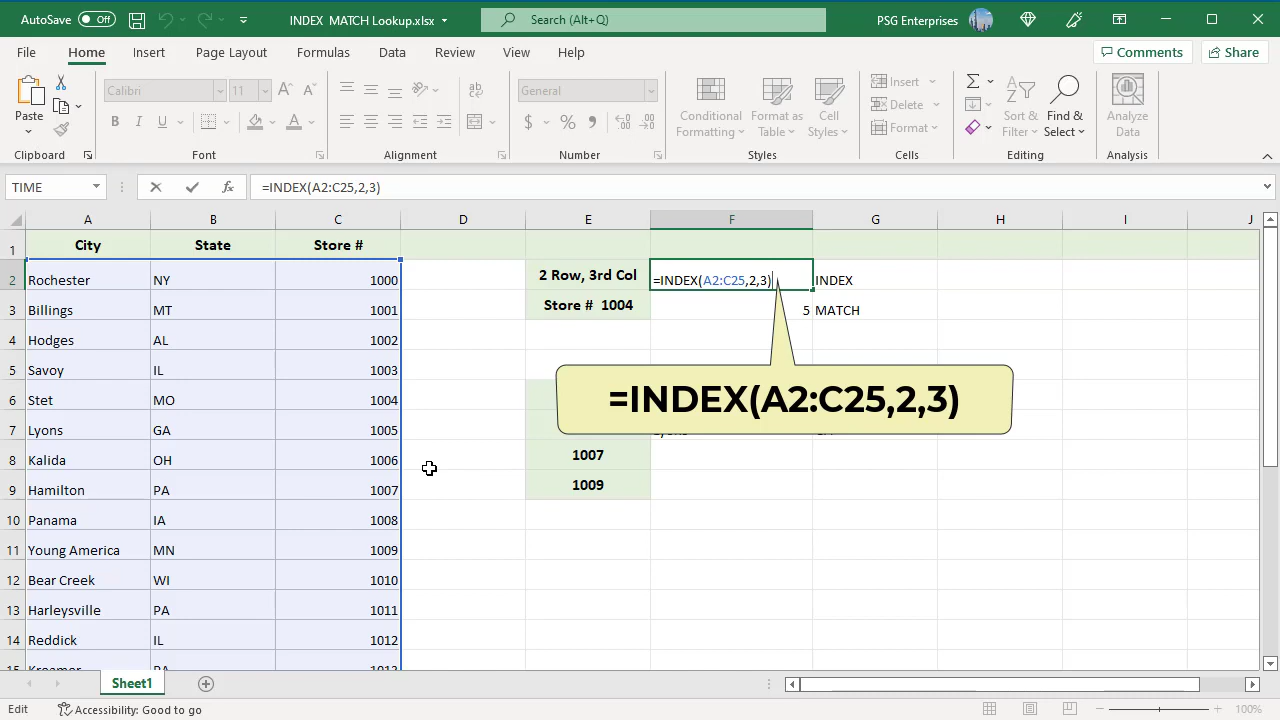 AutoSave Off INDEX MATCH Lookup.xlsx Search (Alt+Q) PSG Enterprises
File Home Insert Page Layout Formulas Data Review View Help Comments Share
Paste
Calibri 11
B I U
General
$ % 9
Conditional Formatting
Format as Table
Cell Styles
Insert
Delete
Format
Sort & Filter
Find & Select
Analyze Data
Clipboard Font Alignment Number Styles Cells Editing Analysis
TIME fx =INDEX(A2:C25,2,3)
A B C D E F G H I J
1 City State Store #
2 Rochester NY 1000 2 Row, 3rd Col =INDEX(A2:C25,2,3) INDEX
3 Billings MT 1001 Store # 1004 5 MATCH
4 Hodges AL 1002
5 Savoy IL 1003
6 Stet MO 1004
=INDEX(A2:C25,2,3)
7 Lyons GA 1005
8 Kalida OH 1006 1007
9 Hamilton PA 1007 1009
10 Panama IA 1008
11 Young America MN 1009
12 Bear Creek WI 1010
13 Harleysville PA 1011
14 Reddick IL 1012
Sheet1
Edit Accessibility: Good to go 100%